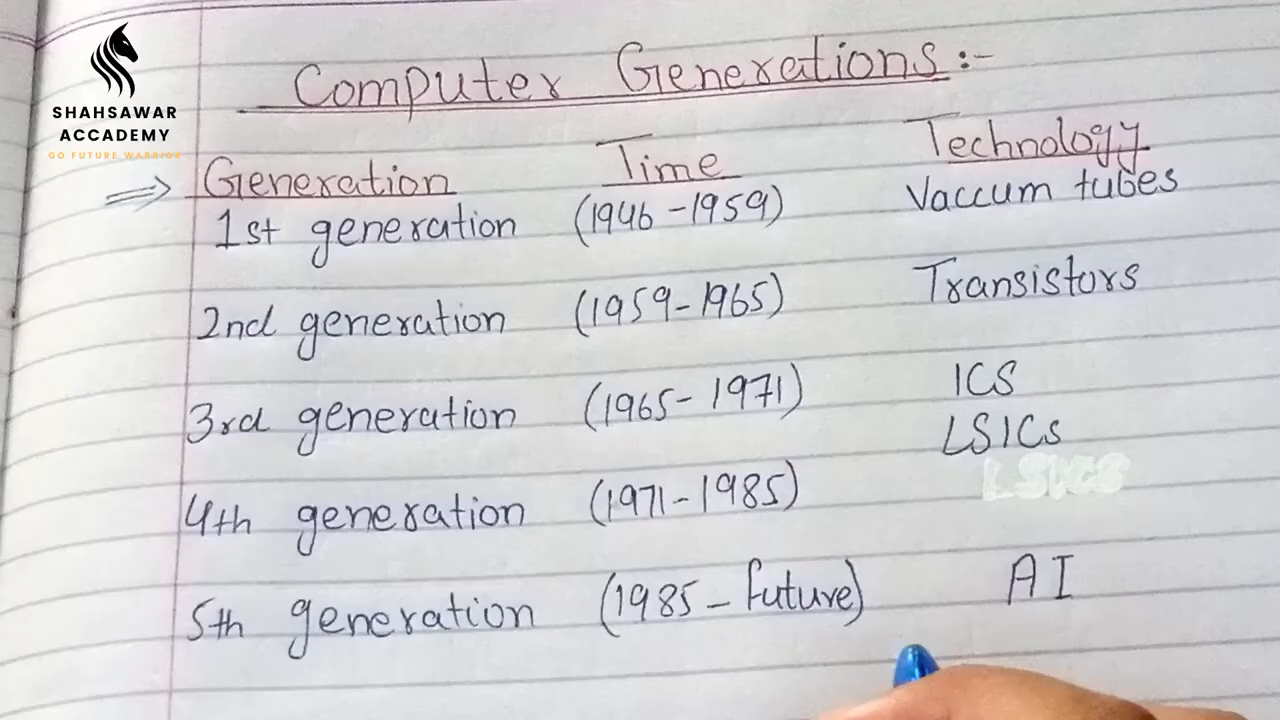 SHAHSAWAR
ACCADEMY
GO FUTURE WARRIOR
Computer Generations:-
Generation Time Technology
1st generation (1946-1959) Vaccum tubes
2nd generation (1959-1965) Transistors
3rd generation (1965-1971) ICS
LSICs
4th generation (1971-1985) LSICS
5th generation (1985-future) AI